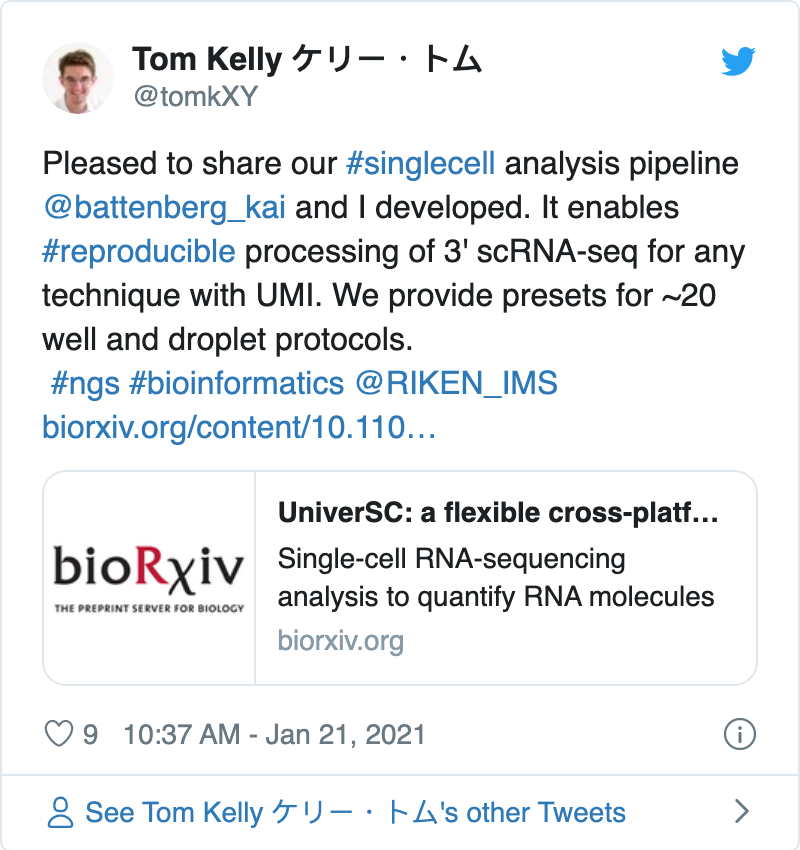 Tom Kelly ケリー・トム
@tomkXY
Pleased to share our #singlecell analysis pipeline
@battenberg_kai and I developed. It enables
#reproducible processing of 3' scRNA-seq for any
technique with UMI. We provide presets for ~20
well and droplet protocols.
#ngs #bioinformatics @RIKEN_IMS
biorxiv.org/content/10.110…
bioRχiv
THE PREPRINT SERVER FOR BIOLOGY
UniverSC: a flexible cross-platf…
Single-cell RNA-sequencing
analysis to quantify RNA molecules
biorxiv.org
9 10:37 AM - Jan 21, 2021
See Tom Kelly ケリー・トム's other Tweets